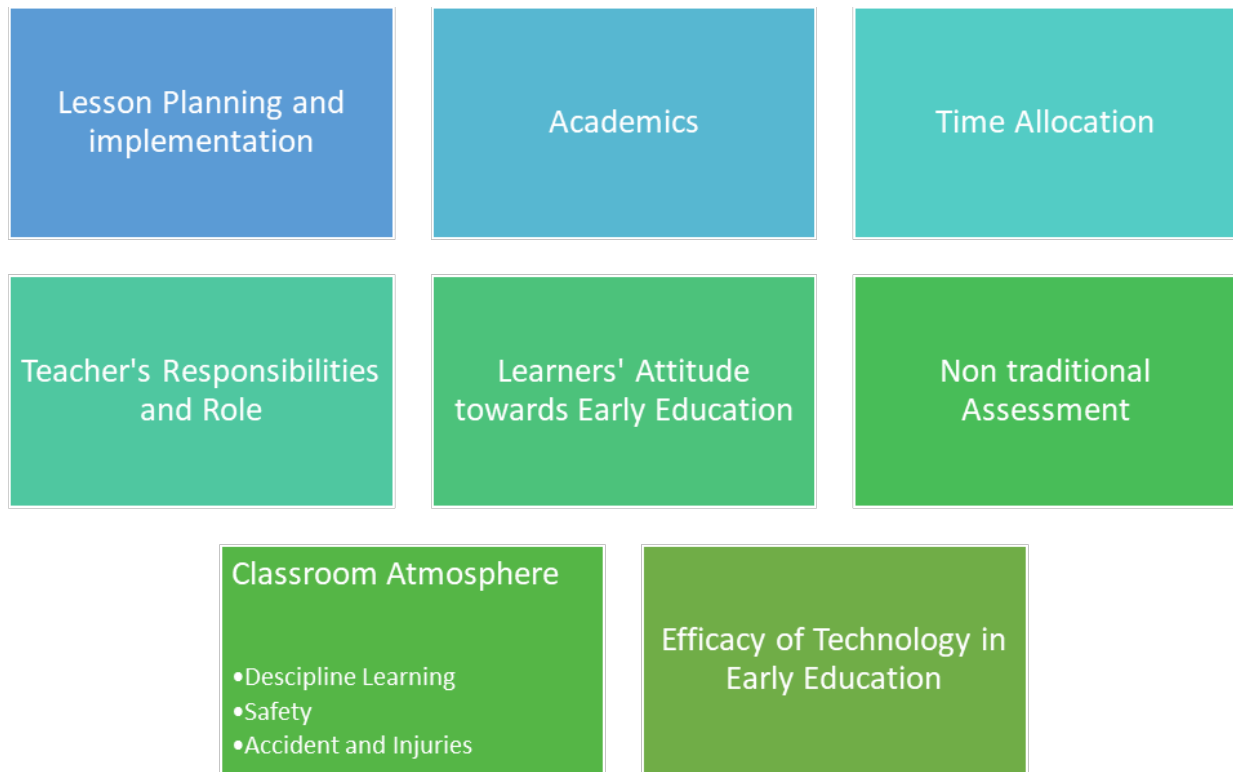 Lesson Planning and
implementation
Academics
Time Allocation
Teacher's Responsibilities
and Role
Learners' Attitude
towards Early Education
Non traditional
Assessment
Classroom Atmosphere
•Descipline Learning
•Safety
•Accident and Injuries
Efficacy of Technology in
Early Education